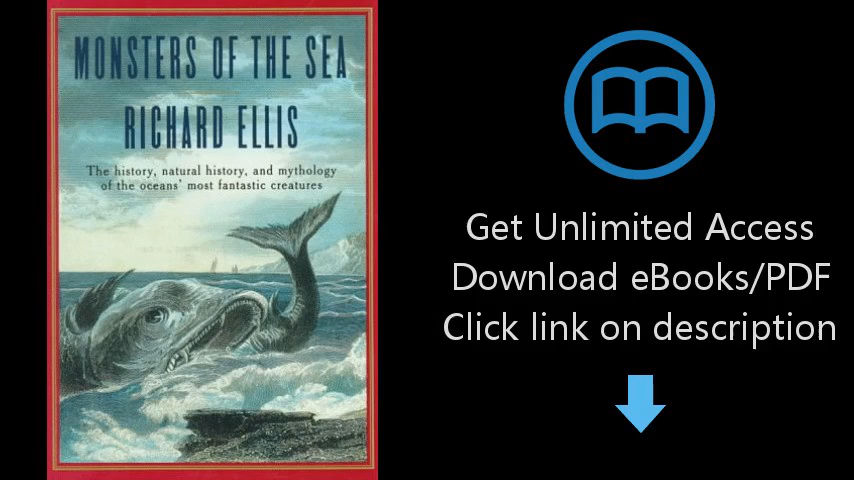 MONSTERS OF THE SEA
RICHARD ELLIS
The history, natural history, and mythology
of the oceans' most fantastic creatures
Get Unlimited Access
Download eBooks/PDF
Click link on description